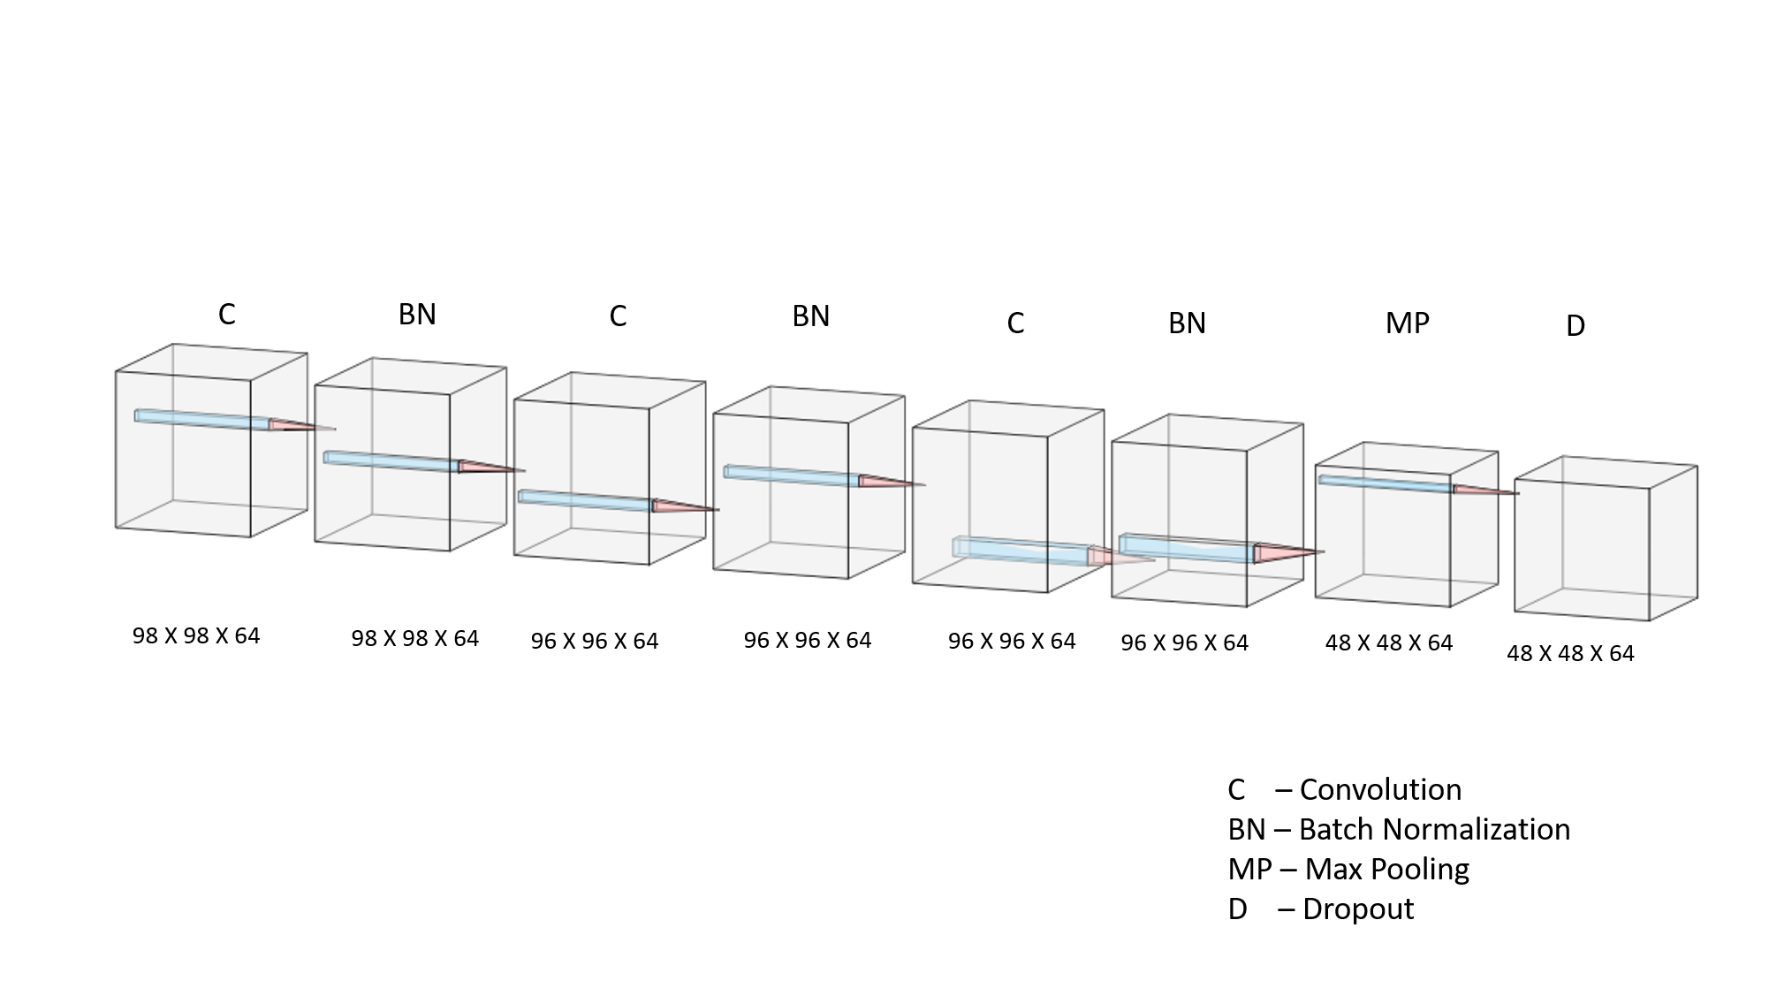 C BN C BN C BN MP D
98 X 98 X 64 98 X 98 X 64 96 X 96 X 64 96 X 96 X 64 96 X 96 X 64 96 X 96 X 64 48 X 48 X 64 48 X 48 X 64
C – Convolution
BN – Batch Normalization
MP – Max Pooling
D – Dropout